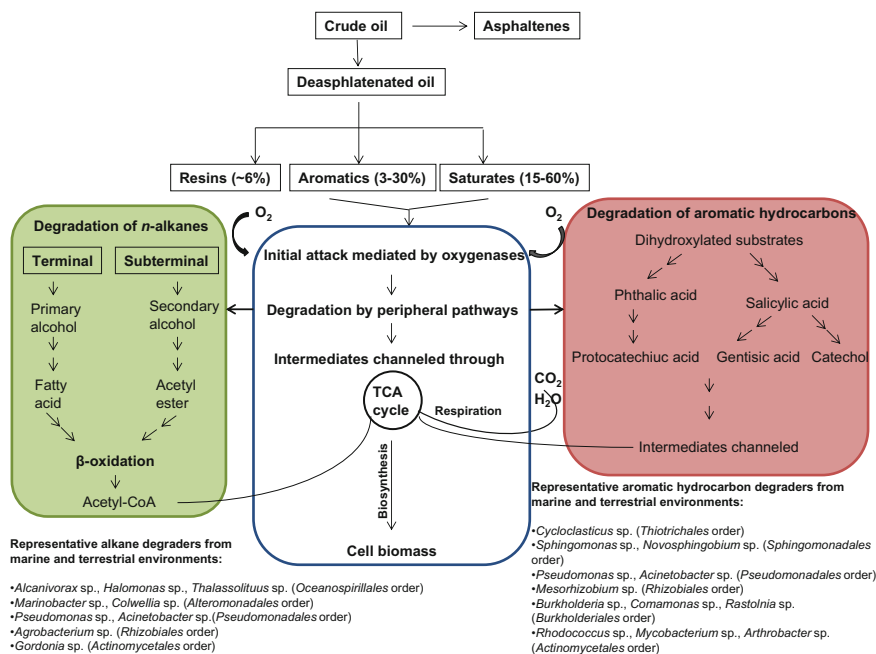 Crude oil
Asphaltenes
Deasphlatenated oil
Resins (~6%)
Aromatics (3-30%)
Saturates (15-60%)
Degradation of n-alkanes
Terminal
Subterminal
Primary
alcohol
Secondary
alcohol
Fatty
acid
Acetyl
ester
β-oxidation
Acetyl-CoA
O2
O2
Initial attack mediated by oxygenases
Degradation by peripheral pathways
Intermediates channeled through
TCA
cycle
Respiration
CO2
H2O
Biosynthesis
Cell biomass
Degradation of aromatic hydrocarbons
Dihydroxylated substrates
Phthalic acid
Salicylic acid
Protocatechiuc acid
Gentisic acid
Catechol
Intermediates channeled
Representative alkane degraders from
marine and terrestrial environments:
•Alcanivorax sp., Halomonas sp., Thalassolituus sp. (Oceanospirillales order)
•Marinobacter sp., Colwellia sp. (Alteromonadales order)
•Pseudomonas sp., Acinetobacter sp.(Pseudomonadales order)
•Agrobacterium sp. (Rhizobiales order)
•Gordonia sp. (Actinomycetales order)
Representative aromatic hydrocarbon degraders from
marine and terrestrial environments:
•Cycloclasticus sp. (Thiotrichales order)
•Sphingomonas sp., Novosphingobium sp. (Sphingomonadales
order)
•Pseudomonas sp., Acinetobacter sp. (Pseudomonadales order)
•Mesorhizobium sp. (Rhizobiales order)
•Burkholderia sp., Comamonas sp., Rastolnia sp.
(Burkholderiales order)
•Rhodococcus sp., Mycobacterium sp., Arthrobacter sp.
(Actinomycetales order)